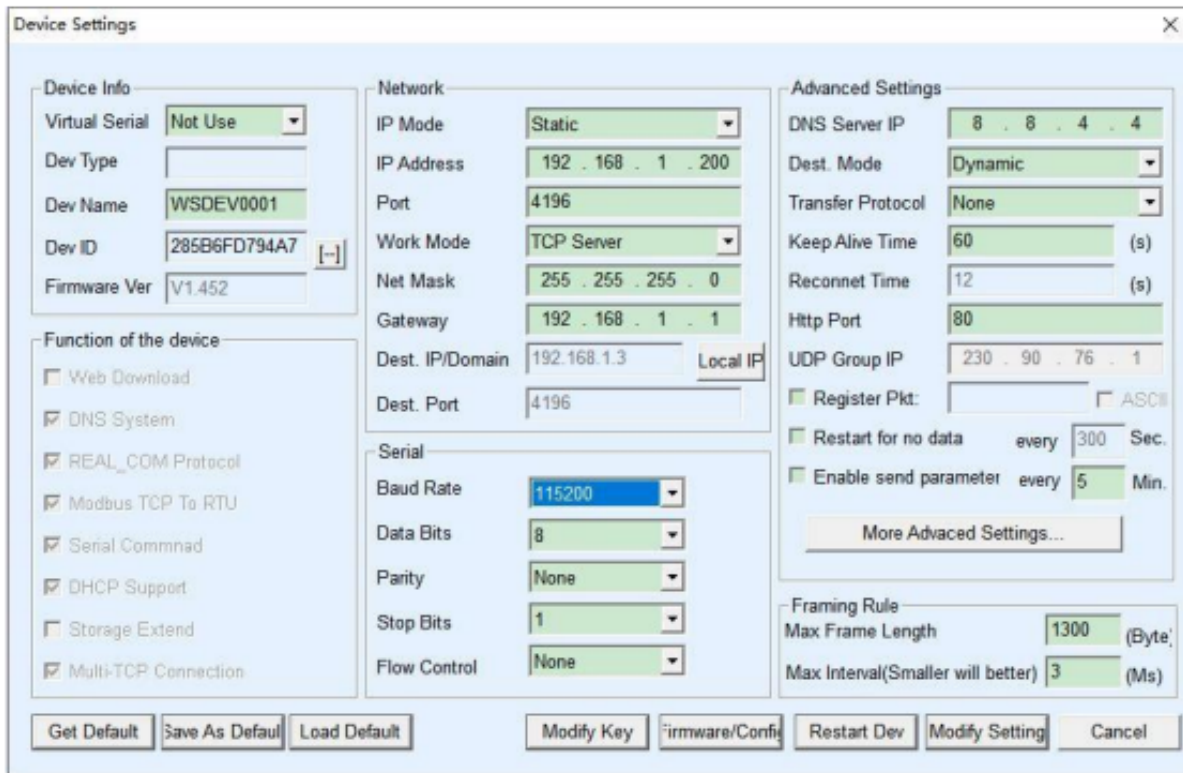 Device Settings
Device Info
Virtual Serial Not Use
Dev Type
Dev Name WSDEV0001
Dev ID 285B6FD794A7 [--]
Firmware Ver V1.452
Function of the device
Web Download
DNS System
REAL_COM Protocol
Modbus TCP To RTU
Serial Commnad
DHCP Support
Storage Extend
Multi-TCP Connection
Network
IP Mode Static
IP Address 192 . 168 . 1 . 200
Port 4196
Work Mode TCP Server
Net Mask 255 . 255 . 255 . 0
Gateway 192 . 168 . 1 . 1
Dest. IP/Domain 192.168.1.3 Local IP
Dest. Port 4196
Serial
Baud Rate 115200
Data Bits 8
Parity None
Stop Bits 1
Flow Control None
Advanced Settings
DNS Server IP 8 . 8 . 4 . 4
Dest. Mode Dynamic
Transfer Protocol None
Keep Alive Time 60 (s)
Reconnet Time 12 (s)
Http Port 80
UDP Group IP 230 . 90 . 76 . 1
Register Pkt: ASCII
Restart for no data every 300 Sec.
Enable send parameter every 5 Min.
More Advaced Settings...
Framing Rule
Max Frame Length 1300 (Byte)
Max Interval(Smaller will better) 3 (Ms)
Get Default Save As Defaul Load Default Modify Key Firmware/Config Restart Dev Modify Setting Cancel